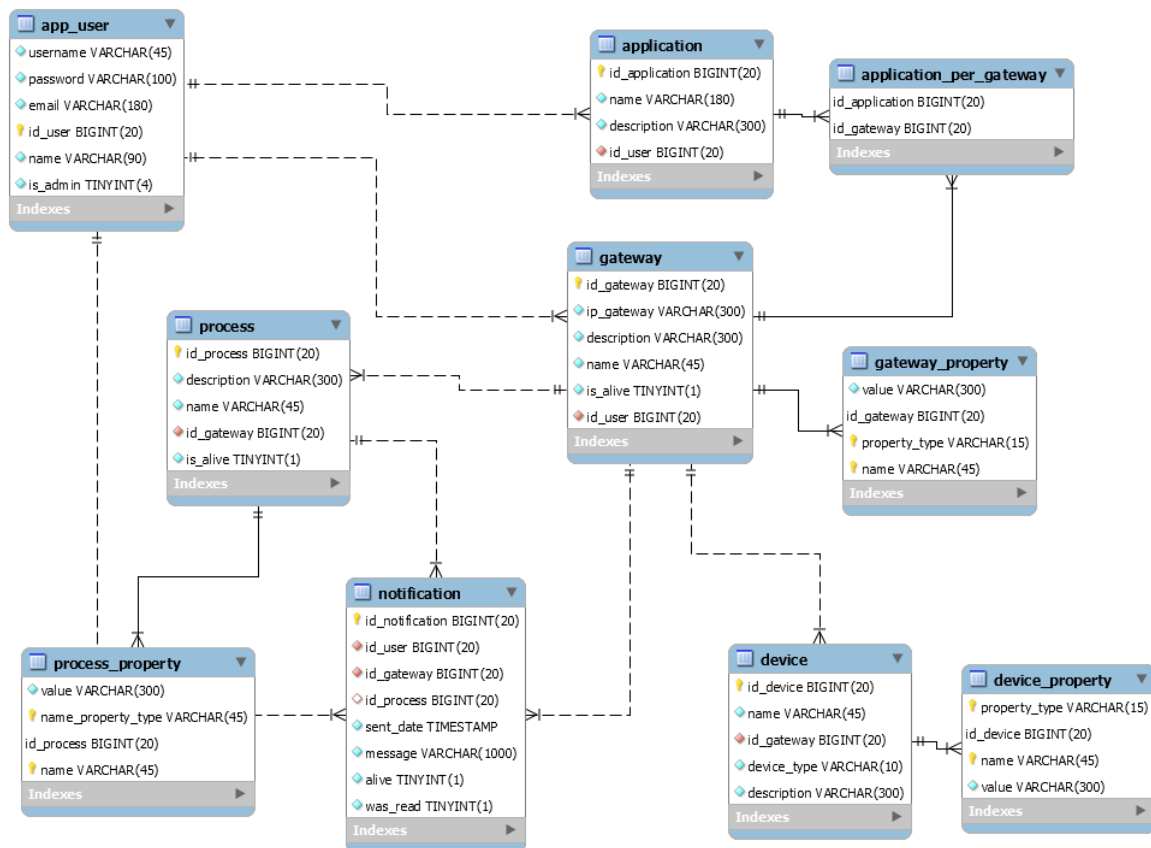 app_user
username VARCHAR(45)
password VARCHAR(100)
email VARCHAR(180)
id_user BIGINT(20)
name VARCHAR(90)
is_admin TINYINT(4)
Indexes
application
id_application BIGINT(20)
name VARCHAR(180)
description VARCHAR(300)
id_user BIGINT(20)
Indexes
application_per_gateway
id_application BIGINT(20)
id_gateway BIGINT(20)
Indexes
gateway
id_gateway BIGINT(20)
ip_gateway VARCHAR(300)
description VARCHAR(300)
name VARCHAR(45)
is_alive TINYINT(1)
id_user BIGINT(20)
Indexes
process
id_process BIGINT(20)
description VARCHAR(300)
name VARCHAR(45)
id_gateway BIGINT(20)
is_alive TINYINT(1)
Indexes
gateway_property
value VARCHAR(300)
id_gateway BIGINT(20)
property_type VARCHAR(15)
name VARCHAR(45)
Indexes
notification
id_notification BIGINT(20)
id_user BIGINT(20)
id_gateway BIGINT(20)
id_process BIGINT(20)
sent_date TIMESTAMP
message VARCHAR(1000)
alive TINYINT(1)
was_read TINYINT(1)
Indexes
process_property
value VARCHAR(300)
name_property_type VARCHAR(45)
id_process BIGINT(20)
name VARCHAR(45)
Indexes
device
id_device BIGINT(20)
name VARCHAR(45)
id_gateway BIGINT(20)
device_type VARCHAR(10)
description VARCHAR(300)
Indexes
device_property
property_type VARCHAR(15)
id_device BIGINT(20)
name VARCHAR(45)
value VARCHAR(300)
Indexes